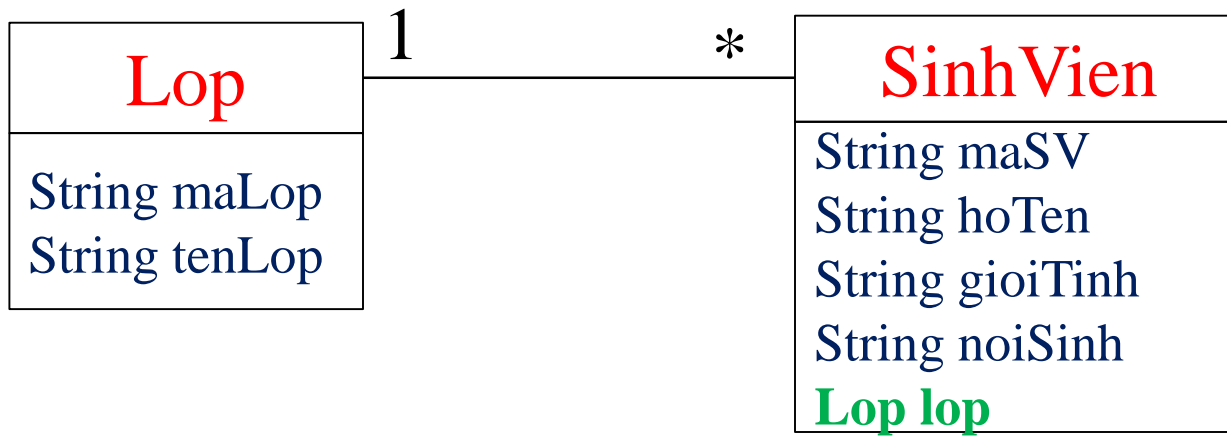 Lop
String maLop
String tenLop
1
*
SinhVien
String maSV
String hoTen
String gioiTinh
String noiSinh
Lop lop